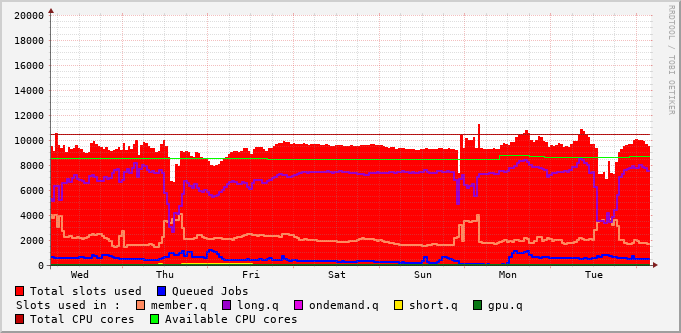 RRDTOOL / TOBI OETIKER
20000
18000
16000
14000
12000
10000
8000
6000
4000
2000
0
Wed Thu Fri Sat Sun Mon Tue
Total slots used Queued Jobs
Slots used in : member.q long.q ondemand.q short.q gpu.q
Total CPU cores Available CPU cores